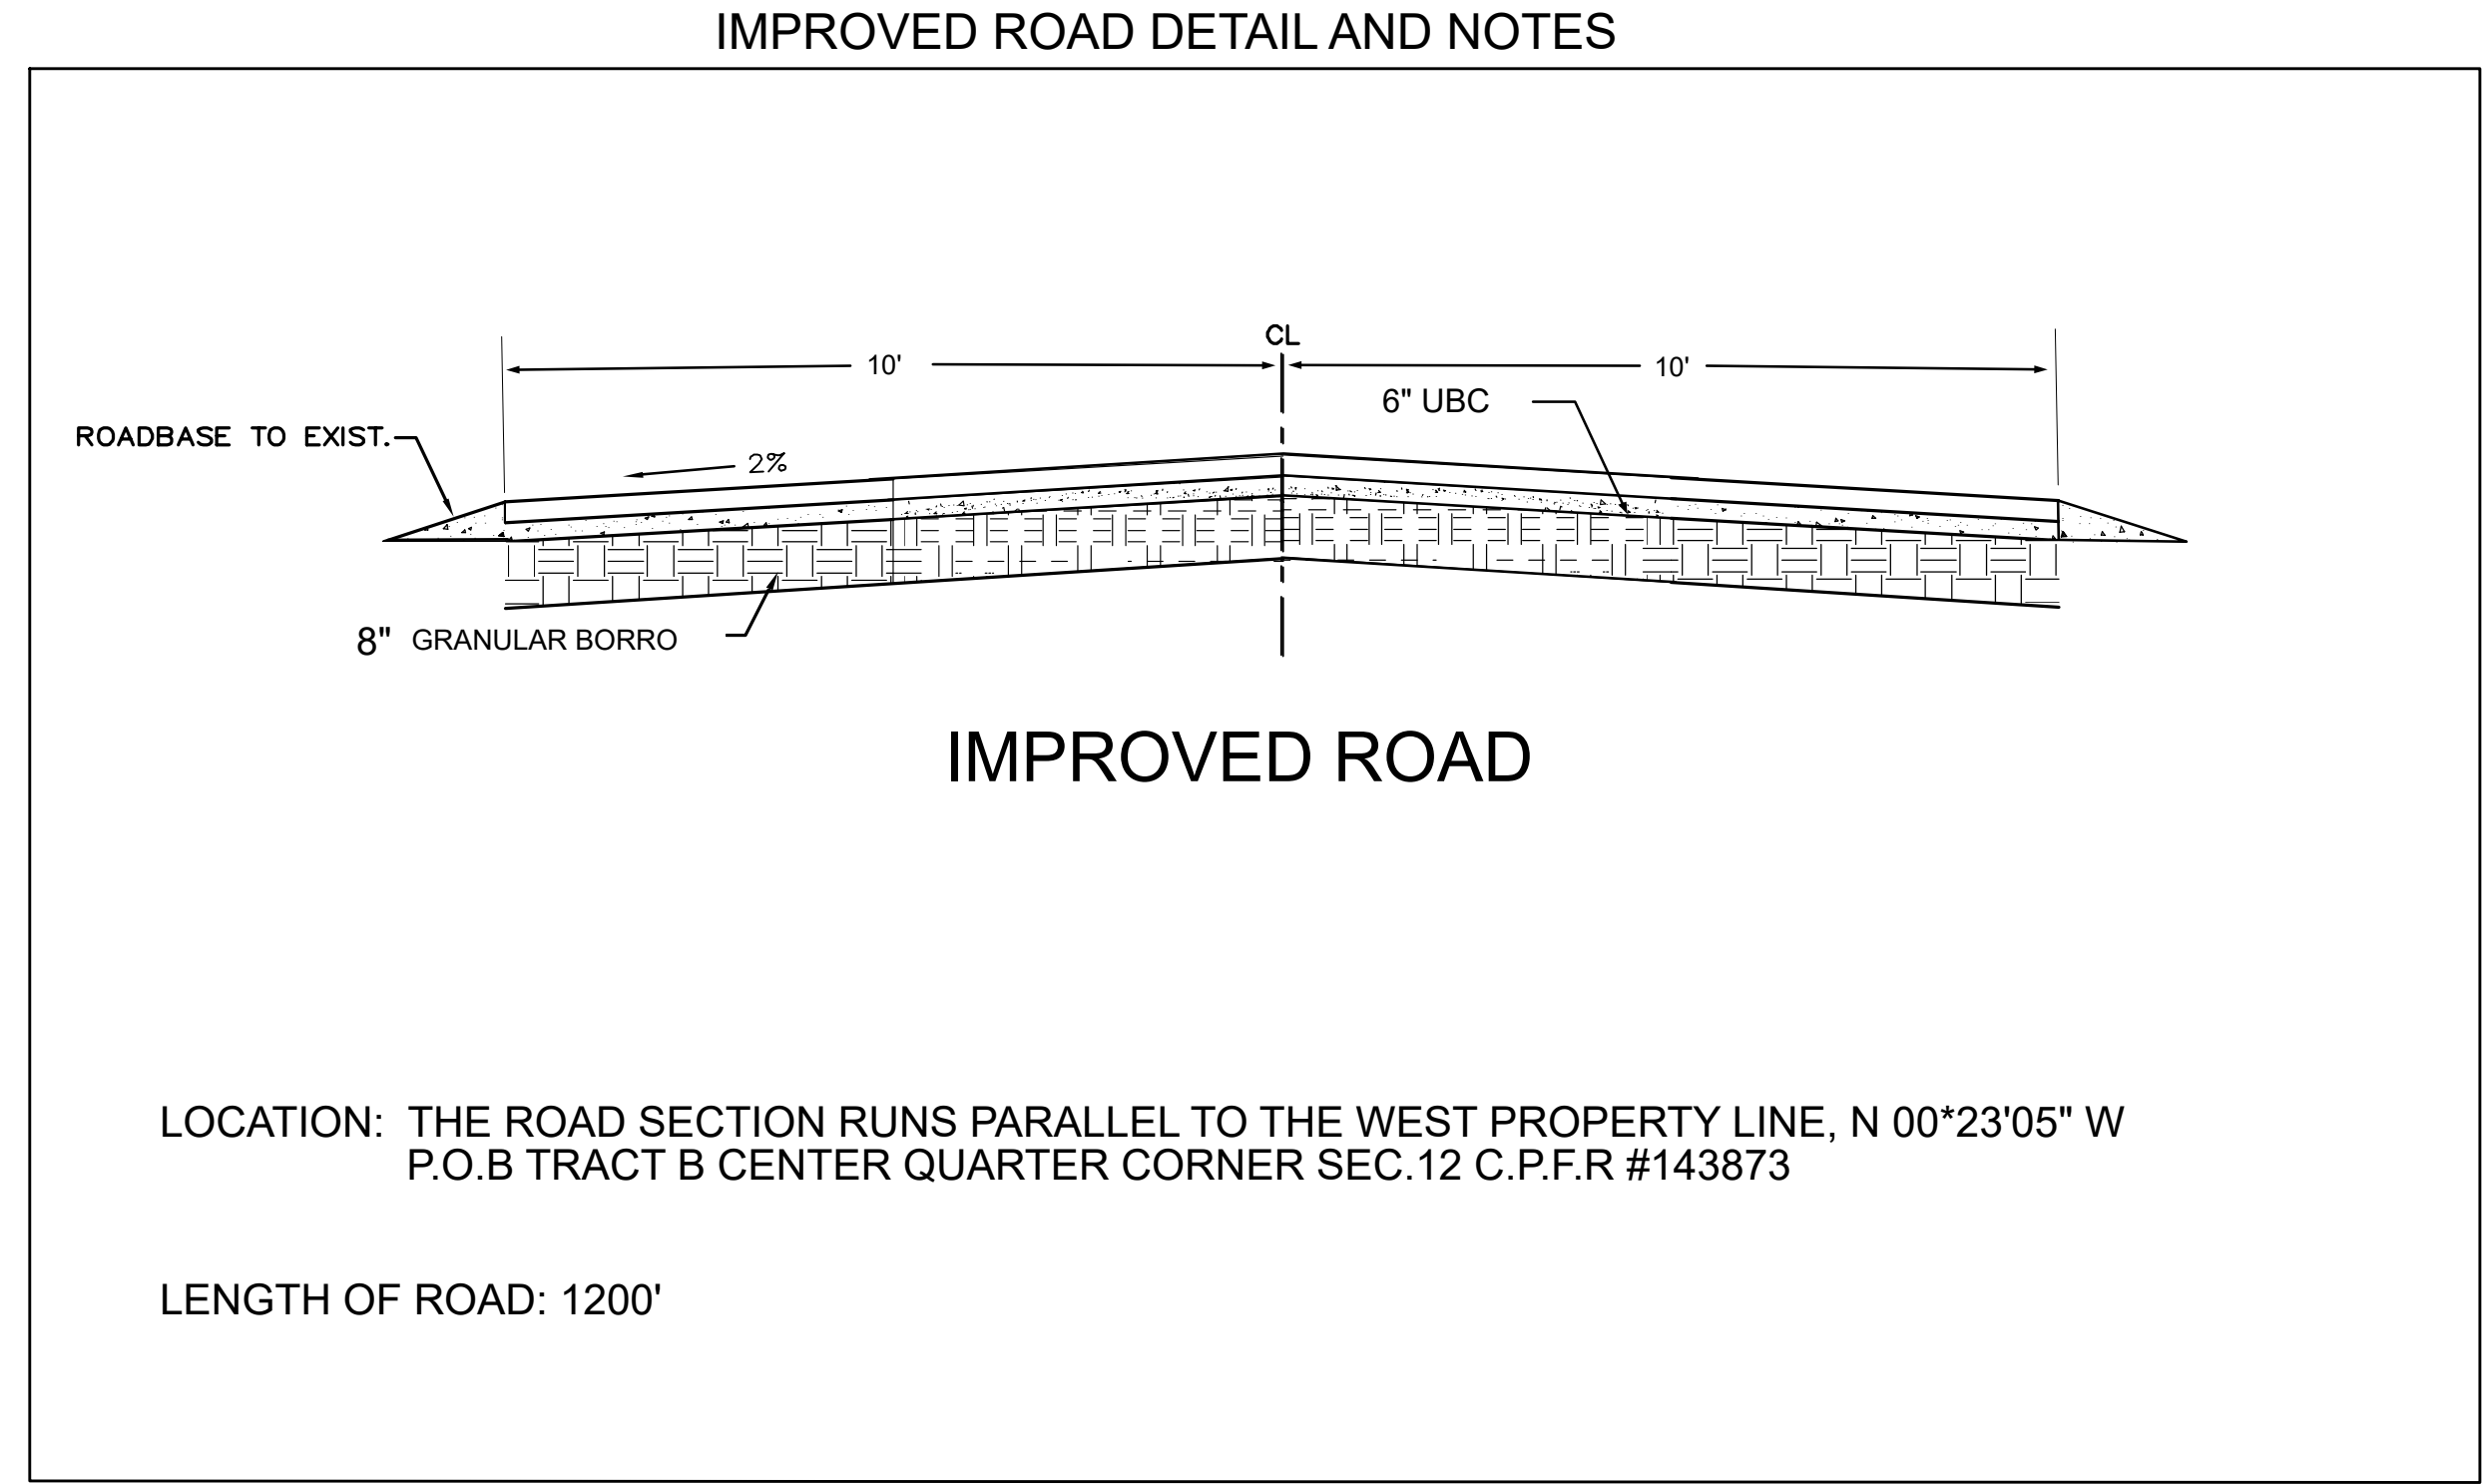 IMPROVED ROAD DETAIL AND NOTES
CL
10'
10'
6" UBC
ROADBASE TO EXIST.
2%
8" GRANULAR BORRO
IMPROVED ROAD
LOCATION: THE ROAD SECTION RUNS PARALLEL TO THE WEST PROPERTY LINE, N 00*23'05" W
P.O.B TRACT B CENTER QUARTER CORNER SEC.12 C.P.F.R #143873
LENGTH OF ROAD: 1200'